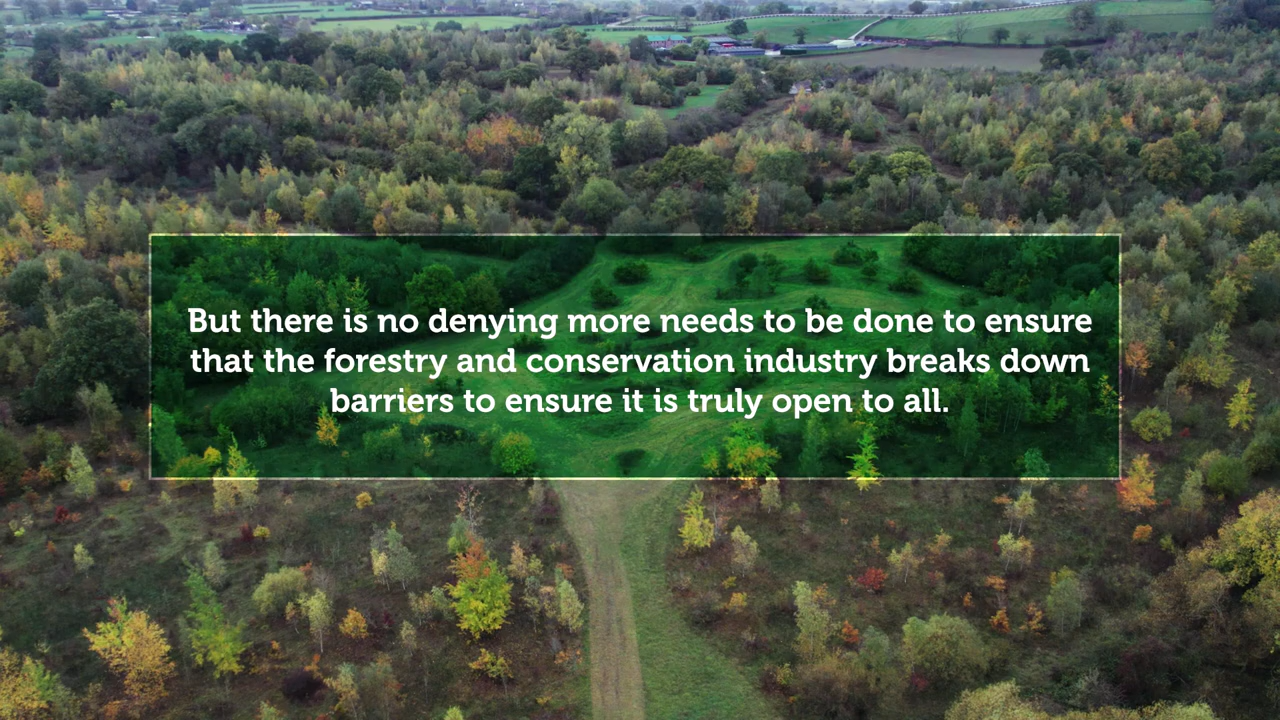 But there is no denying more needs to be done to ensure
that the forestry and conservation industry breaks down
barriers to ensure it is truly open to all.